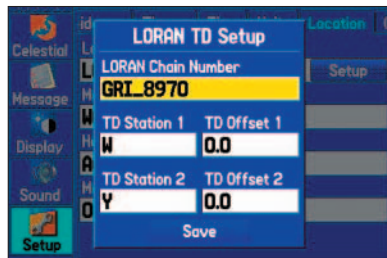 Location
LORAN TD Setup
Celestial
LORAN Chain Number
Setup
GRI_8970
Message
TD Station 1 TD Offset 1
W 0.0
Display
TD Station 2 TD Offset 2
Y 0.0
Sound
Save
Setup